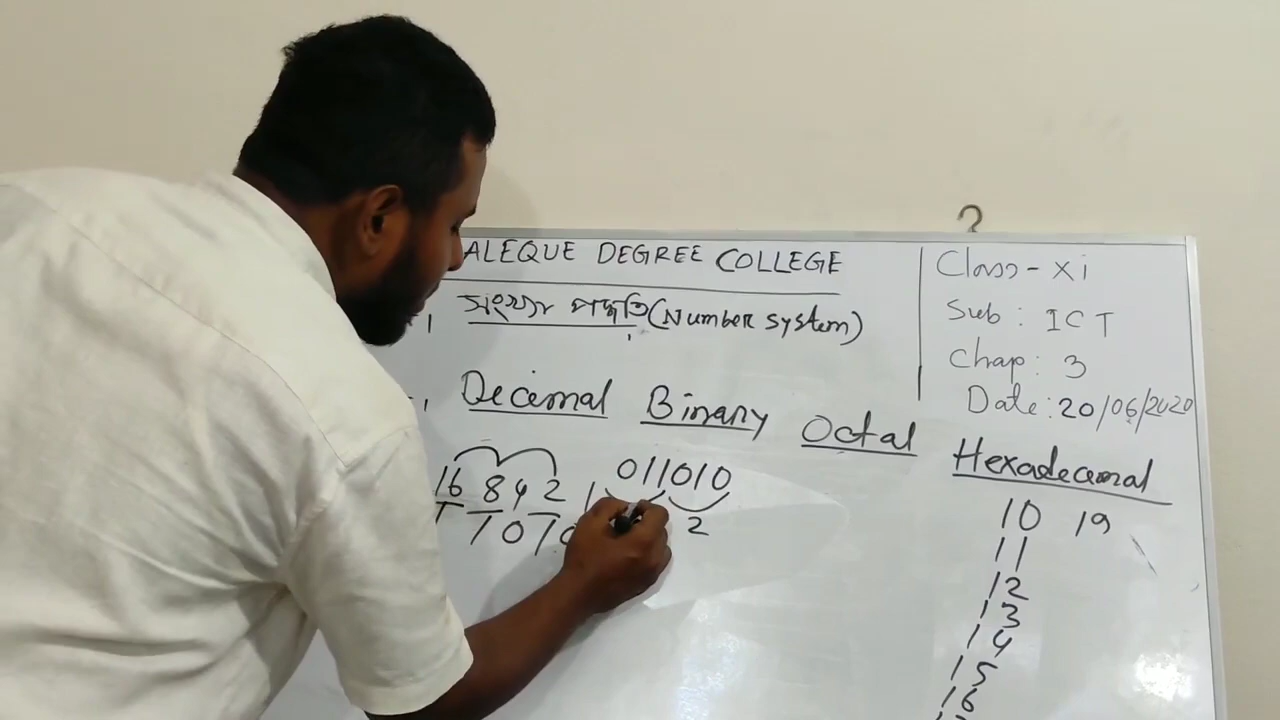 ALEQUE DEGREE COLLEGE
সংখ্যা পদ্ধতি (Number system)
Class - Xi
Sub : ICT
Chap : 3
Date : 20/06/2020
Decimal Binary Octal Hexadecimal
16 8 4 2 1
1 1 0 1 0
011010
2
10 19
11
12
13
14
15
16